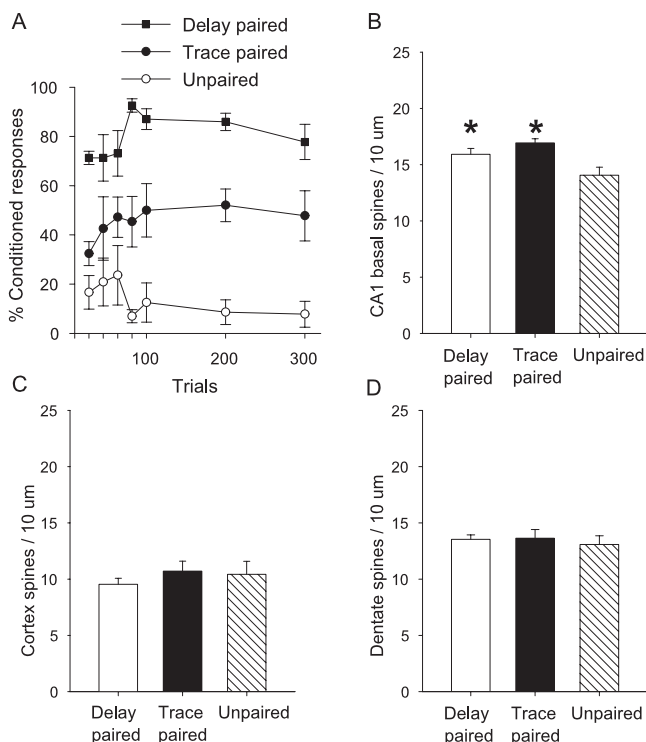 A
Delay paired
Trace paired
Unpaired
100
80
60
40
20
0
% Conditioned responses
100 200 300
Trials
B
25
20
15
10
5
0
CA1 basal spines / 10 um
* *
Delay paired
Trace paired
Unpaired
C
25
20
15
10
5
0
Cortex spines / 10 um
Delay paired
Trace paired
Unpaired
D
25
20
15
10
5
0
Dentate spines / 10 um
Delay paired
Trace paired
Unpaired